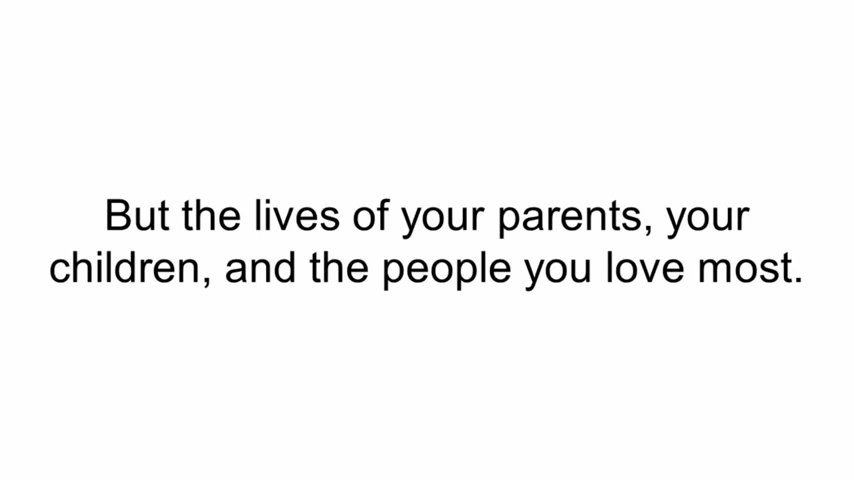 But the lives of your parents, your
children, and the people you love most.